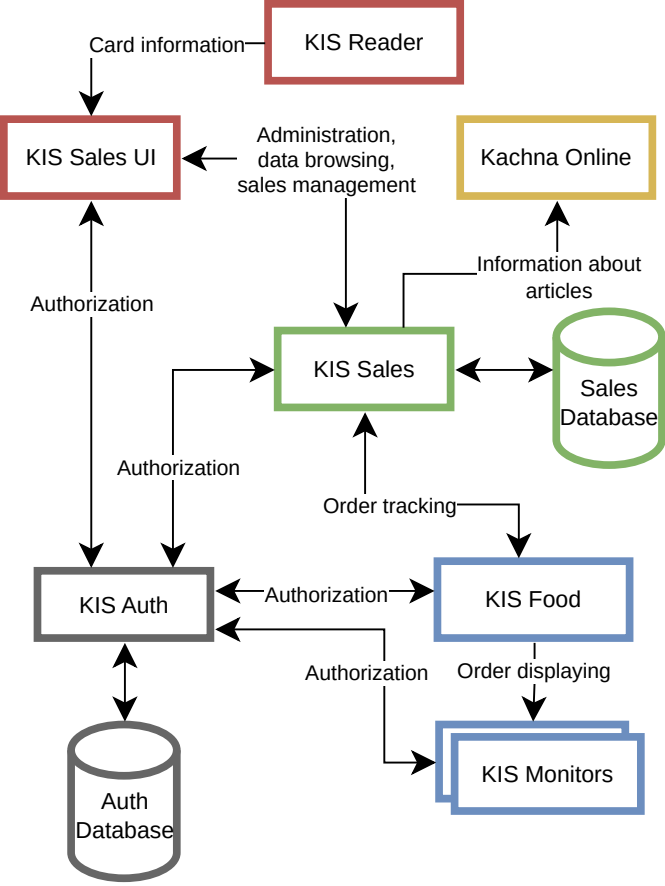 KIS Reader
Card information
KIS Sales UI
Administration,
data browsing,
sales management
Kachna Online
Information about
articles
Authorization
KIS Sales
Sales
Database
Authorization
Order tracking
KIS Auth
Authorization
KIS Food
Authorization
Order displaying
KIS Monitors
Auth
Database